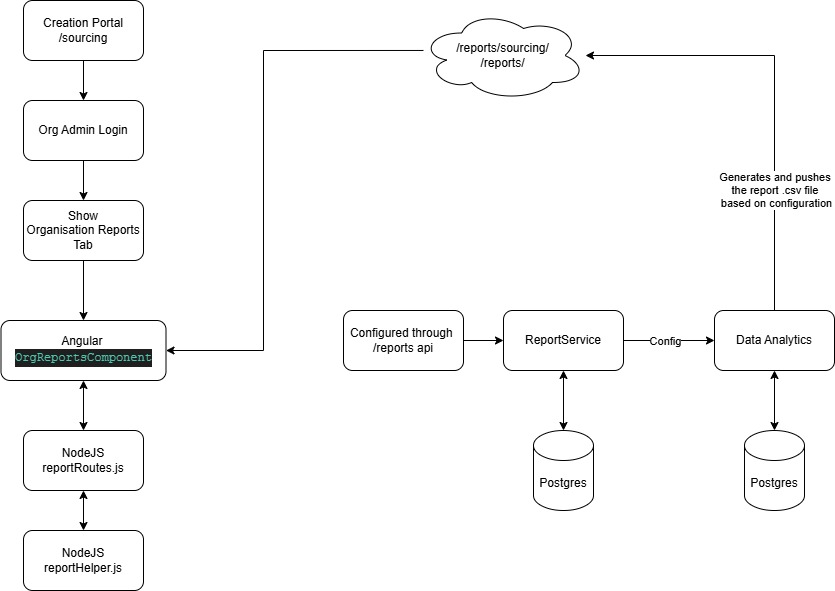 Creation Portal
/sourcing
/reports/sourcing/
/reports/
Org Admin Login
Show
Organisation Reports
Tab
Generates and pushes
the report .csv file
based on configuration
Angular
OrgReportsComponent
Configured through
/reports api
ReportService
Config
Data Analytics
NodeJS
reportRoutes.js
Postgres
Postgres
NodeJS
reportHelper.js